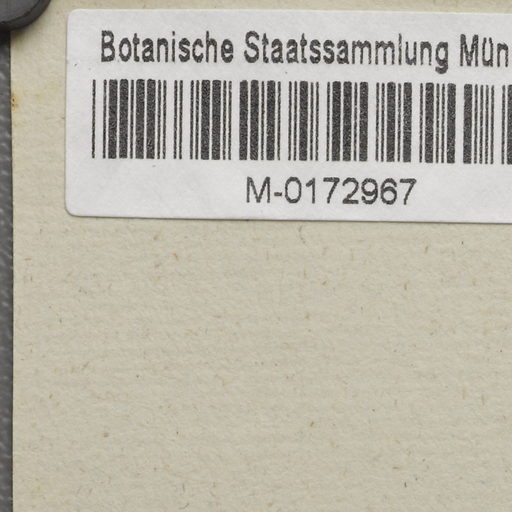 Botanische Staatssammlung Mün
M-0172967